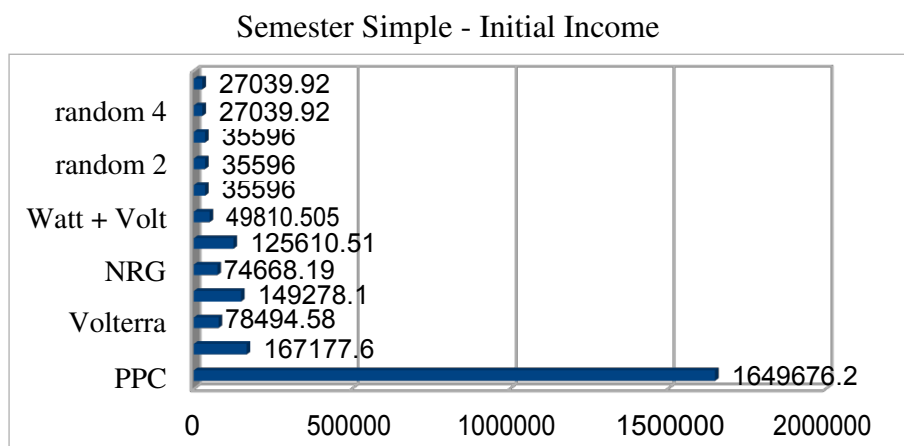 Semester Simple - Initial Income
27039.92
random 4 27039.92
35596
random 2 35596
35596
Watt + Volt 49810.505
125610.51
NRG 74668.19
149278.1
Volterra 78494.58
167177.6
PPC 1649676.2
0 500000 1000000 1500000 2000000